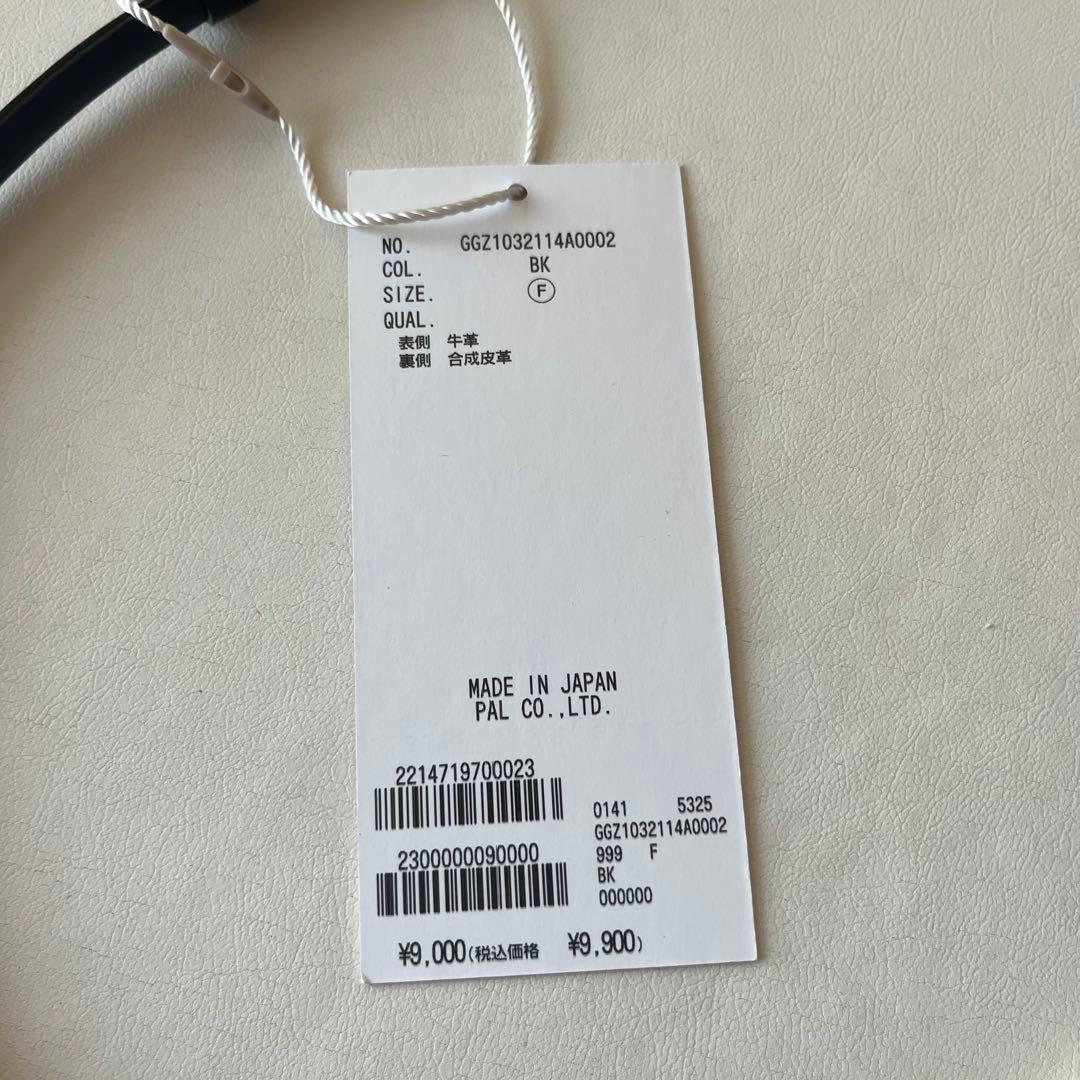 NO. GGZ1032114A0002
COL. BK
SIZE. F
QUAL.
表側 牛革
裏側 合成皮革
MADE IN JAPAN
PAL CO.,LTD.
2214719700023
2300000090000
0141 5325
GGZ1032114A0002
999 F
BK
000000
¥9,000(税込価格 ¥9,900)